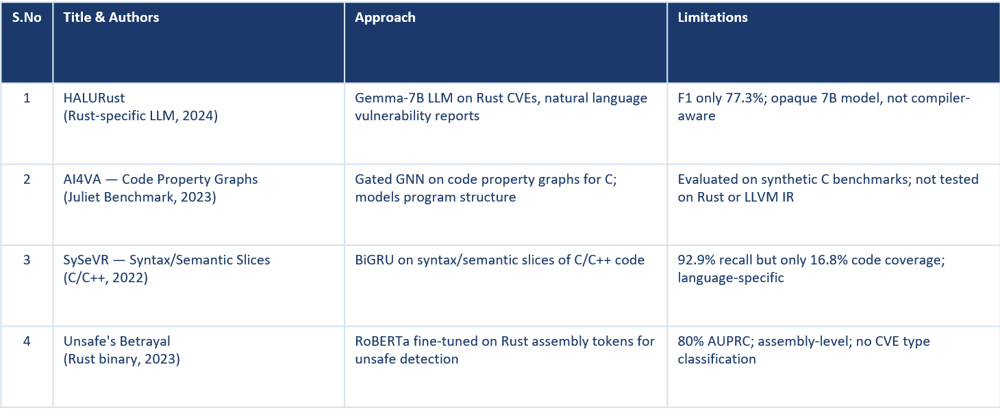 S.No Title & Authors Approach Limitations
1 HALURust Gemma-7B LLM on Rust CVEs, natural language F1 only 77.3%; opaque 7B model, not compiler-
(Rust-specific LLM, 2024) vulnerability reports aware
2 AI4VA — Code Property Graphs Gated GNN on code property graphs for C; Evaluated on synthetic C benchmarks; not tested
(Juliet Benchmark, 2023) models program structure on Rust or LLVM IR
3 SySeVR — Syntax/Semantic Slices BiGRU on syntax/semantic slices of C/C++ code 92.9% recall but only 16.8% code coverage;
(C/C++, 2022) language-specific
4 Unsafe's Betrayal RoBERTa fine-tuned on Rust assembly tokens for 80% AUPRC; assembly-level; no CVE type
(Rust binary, 2023) unsafe detection classification